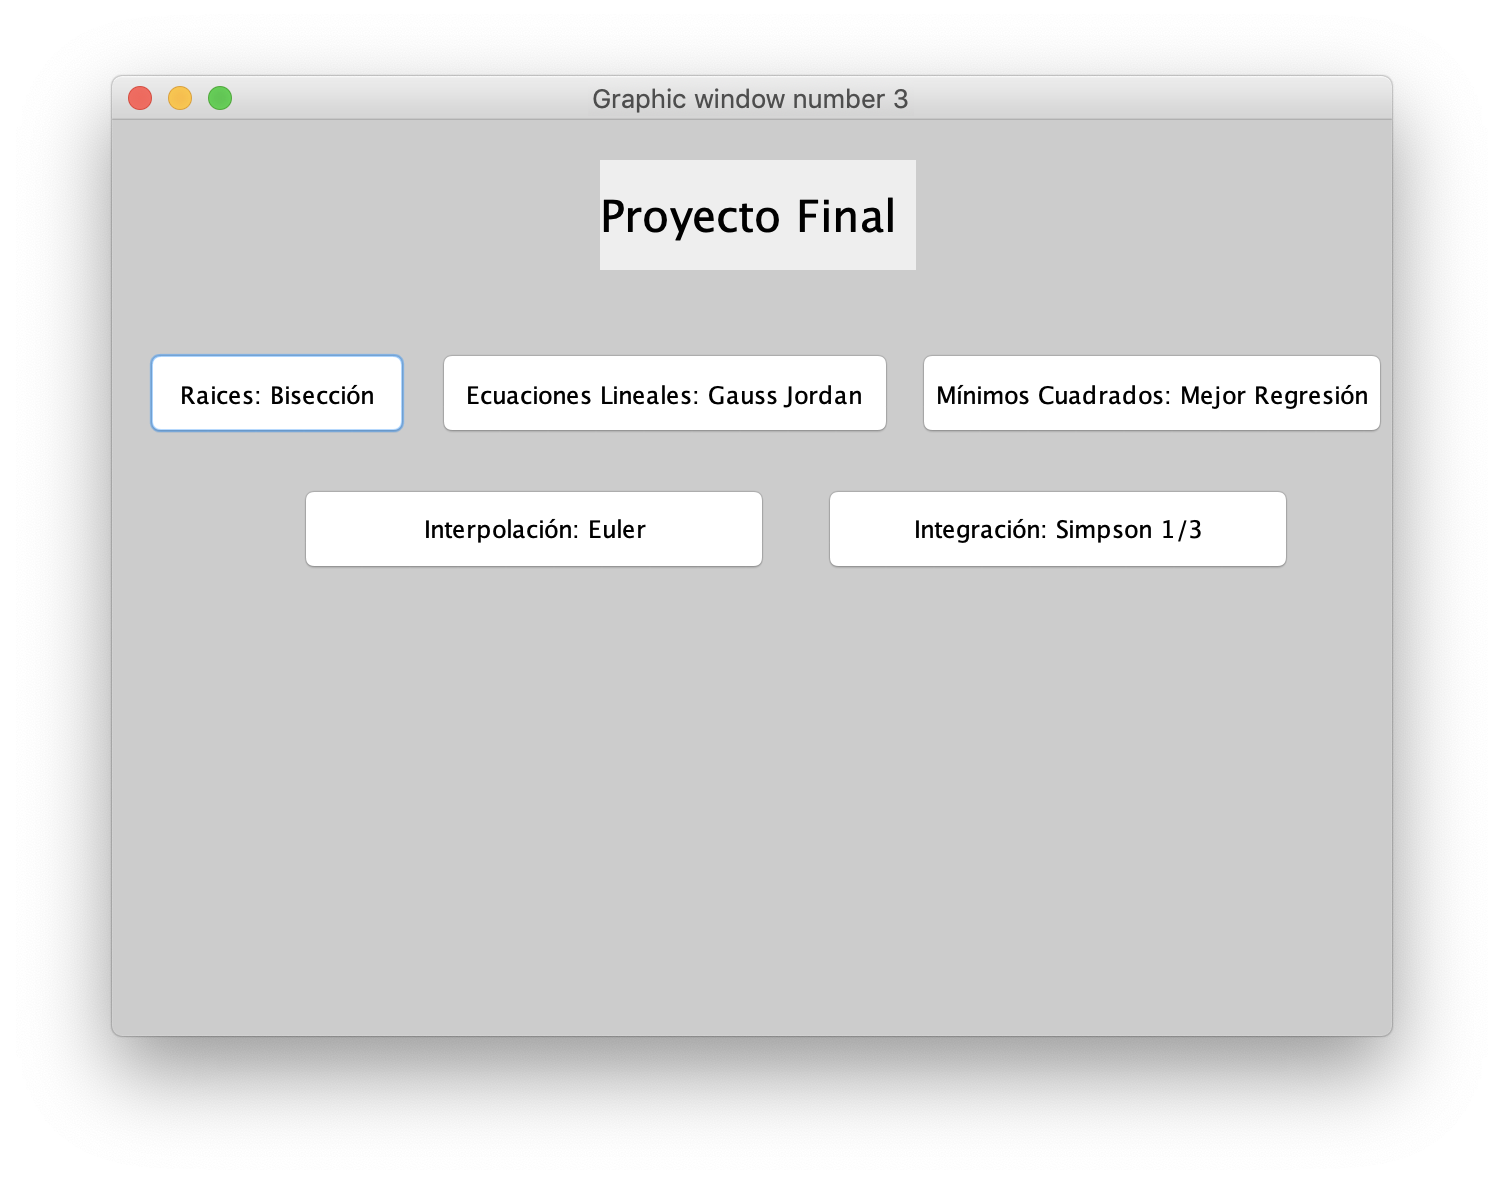 Graphic window number 3
Proyecto Final
Raices: Bisección
Ecuaciones Lineales: Gauss Jordan
Mínimos Cuadrados: Mejor Regresión
Interpolación: Euler
Integración: Simpson 1/3